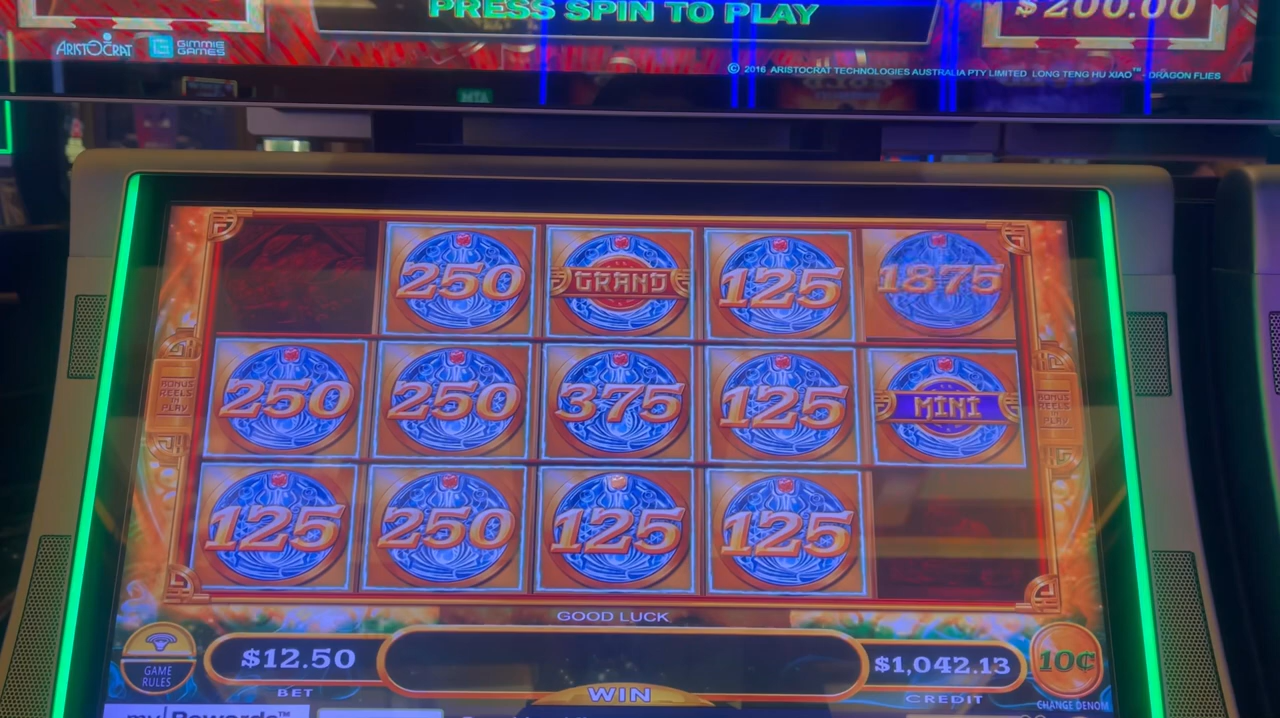 PRESS SPIN TO PLAY
$200.00
ARISTOCRAT GIMMIE GAMES
© 2016 ARISTOCRAT TECHNOLOGIES AUSTRALIA PTY LIMITED LONG TENG HU XIAO™ - DRAGON FLIES
MTA
250 GRAND 125 1875
250 250 375 125 MINI
BONUS REELS IN PLAY
BONUS REELS IN PLAY
125 250 125 125
GOOD LUCK
GAME RULES
$12.50
BET
WIN
$1,042.13
CREDIT
10¢
CHANGE DENOM
my Rewards™